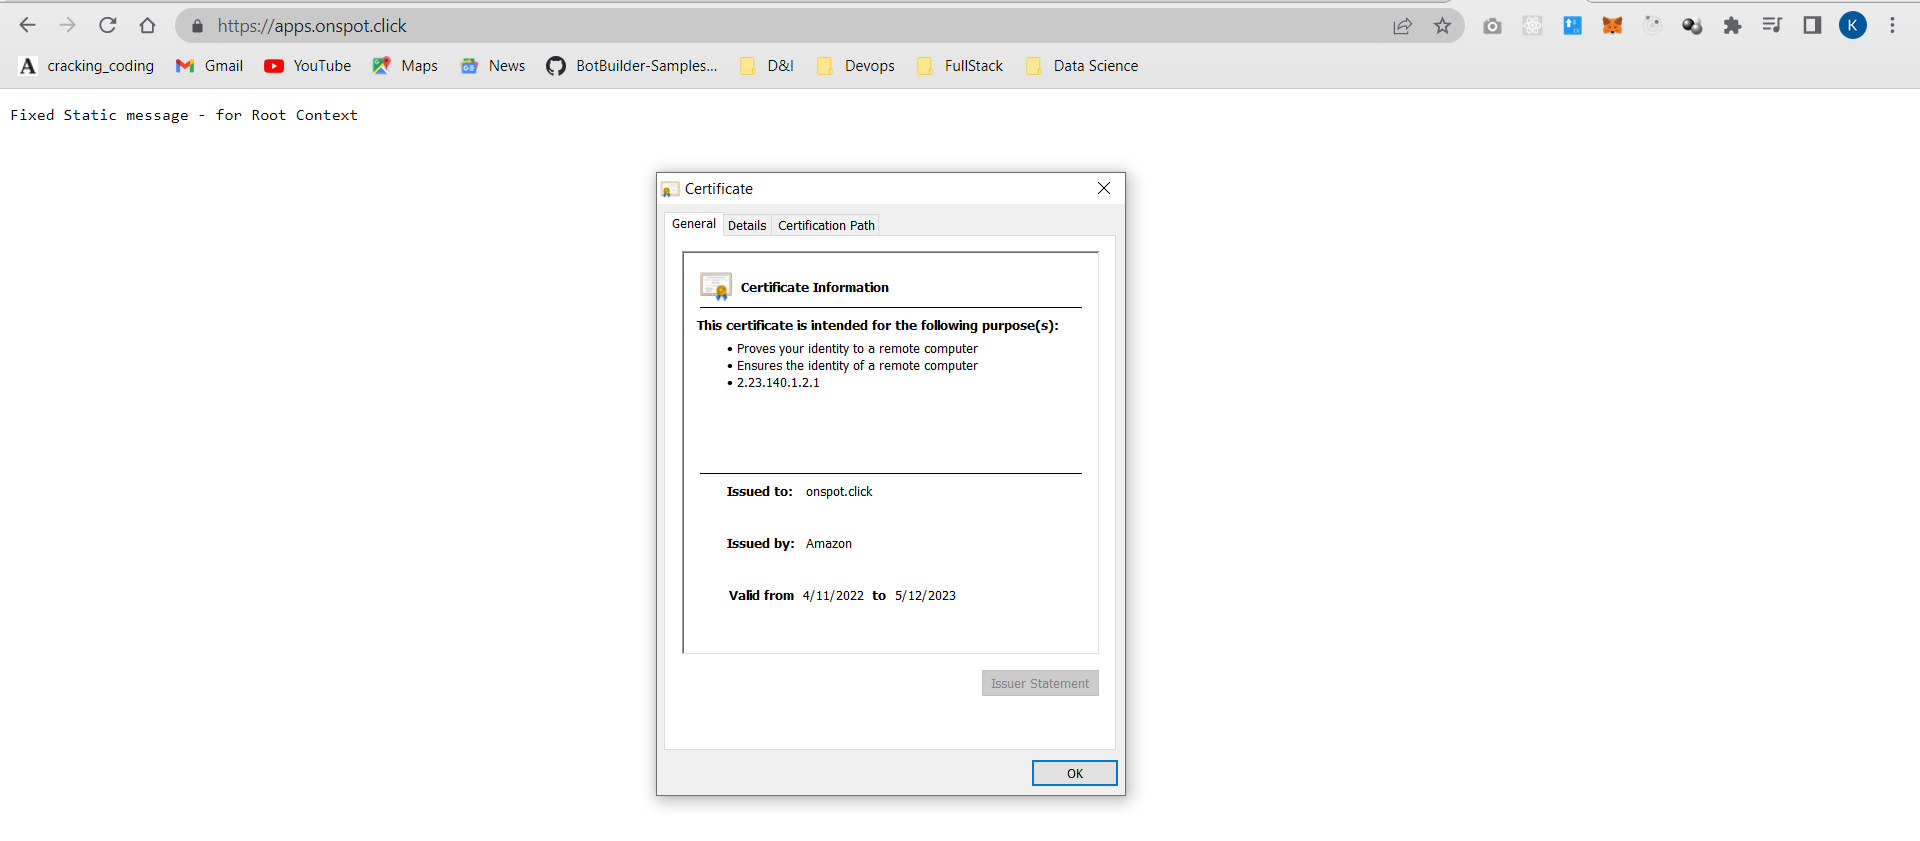 https://apps.onspot.click
K
cracking_coding Gmail YouTube Maps News BotBuilder-Samples... D&I Devops FullStack Data Science
Fixed Static message - for Root Context
Certificate
General Details Certification Path
Certificate Information
This certificate is intended for the following purpose(s):
• Proves your identity to a remote computer
• Ensures the identity of a remote computer
• 2.23.140.1.2.1
Issued to: onspot.click
Issued by: Amazon
Valid from 4/11/2022 to 5/12/2023
Issuer Statement
OK